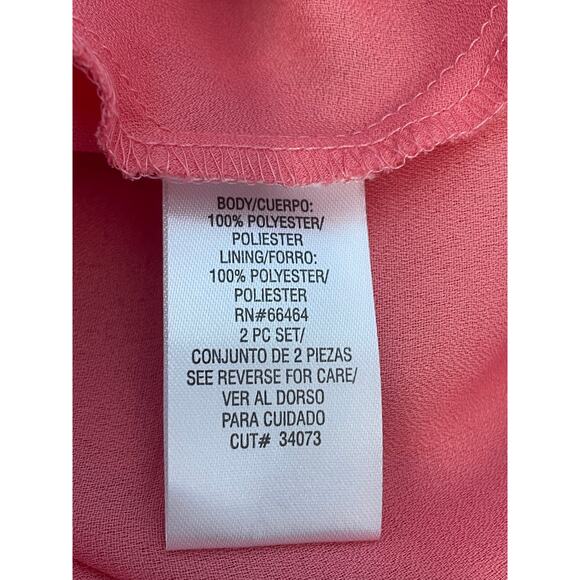 BODY/CUERPO:
100% POLYESTER/
POLIESTER
LINING/FORRO:
100% POLYESTER/
POLIESTER
RN#66464
2 PC SET/
CONJUNTO DE 2 PIEZAS
SEE REVERSE FOR CARE/
VER AL DORSO
PARA CUIDADO
CUT# 34073